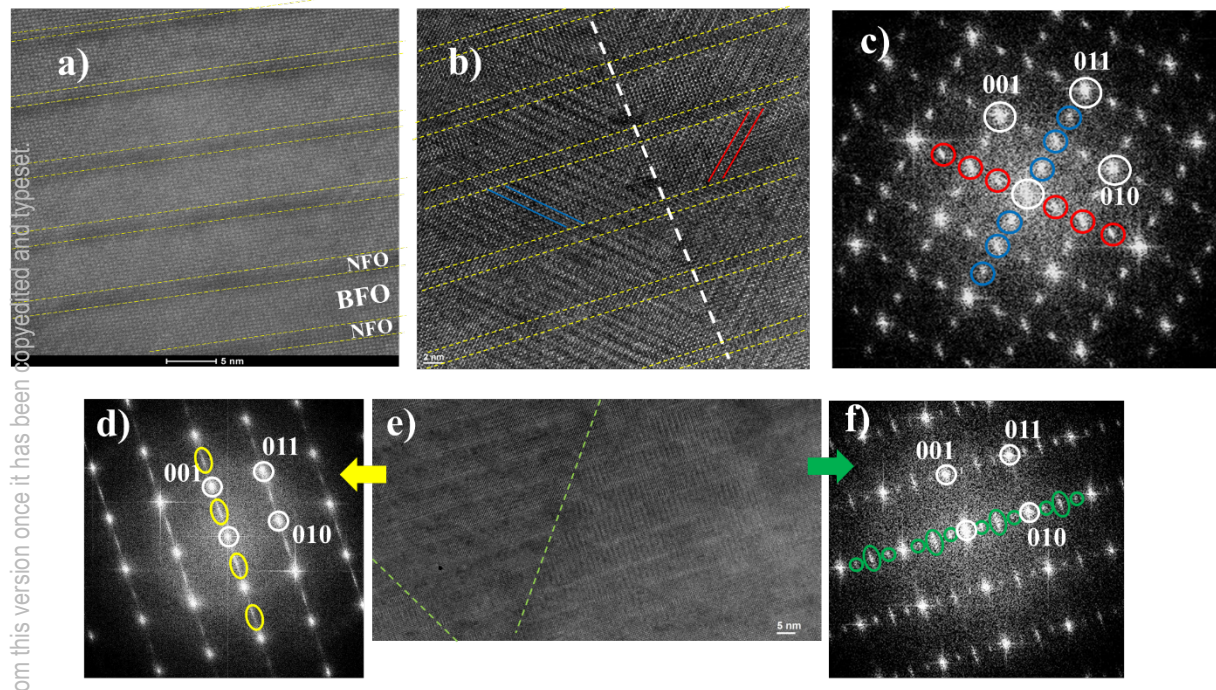 a)
NFO
BFO
NFO
5 nm
b)
2 nm
c)
001
011
010
om this version once it has been copyedited and typeset.
d)
001
011
010
e)
5 nm
f)
001
011
010